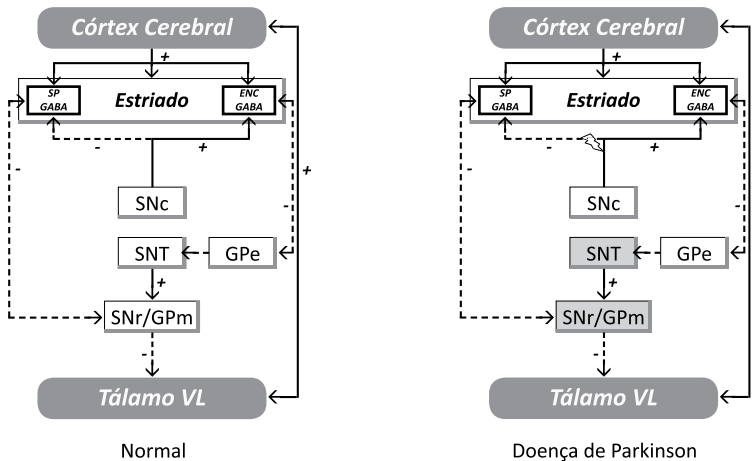 Córtex Cerebral
+
SP
GABA
Estriado
ENC
GABA
-
+
-
+
-
SNc
SNT
GPe
+
SNr/GPm
-
Tálamo VL
Normal
Córtex Cerebral
+
SP
GABA
Estriado
ENC
GABA
-
+
-
-
SNc
SNT
GPe
+
SNr/GPm
-
Tálamo VL
Doença de Parkinson